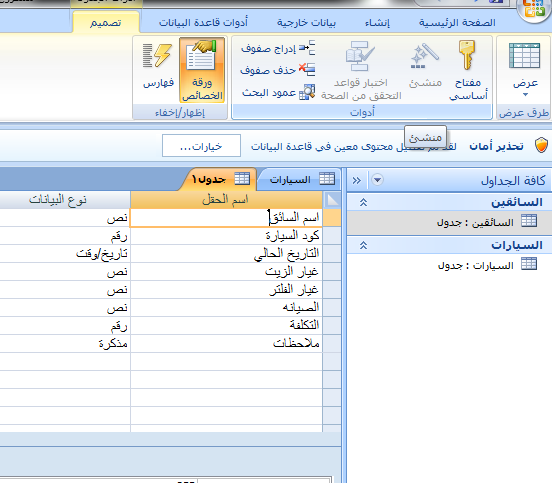 الصفحة الرئيسية إنشاء بيانات خارجية أدوات قاعدة البيانات تصميم
عرض
مفتاح أساسي
منشئ
اختبار قواعد التحقق من الصحة
إدراج صفوف
حذف صفوف
عمود البحث
ورقة الخصائص
فهارس
طرق عرض
أدوات
إظهار/إخفاء
منشئ
تحذير أمان
محتوى معين في قاعدة البيانات
خيارات...
كافة الجداول
السائقين
السائقين : جدول
السيارات
السيارات : جدول
السيارات جدول١
اسم الحقل نوع البيانات
اسم السائق نص
كود السيارة رقم
التاريخ الحالي تاريخ/وقت
غيار الزيت نص
غيار الفلتر نص
الصيانه نص
التكلفة رقم
ملاحظات مذكرة